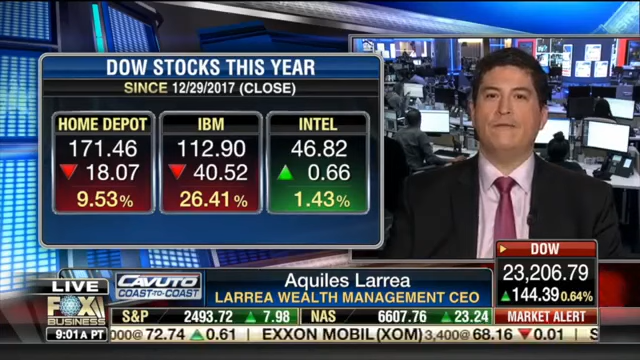 DOW STOCKS THIS YEAR
SINCE 12/29/2017 (CLOSE)
HOME DEPOT
171.46
▼ 18.07
9.53%
IBM
112.90
▼ 40.52
26.41%
INTEL
46.82
▲ 0.66
1.43%
DOW
23,206.79
▲144.39 0.64%
MARKET ALERT
CAVUTO
COAST-TO-COAST
Aquiles Larrea
LARREA WEALTH MANAGEMENT CEO
LIVE
FOX
BUSINESS
9:01A PT
S&P 2493.72 ▲ 7.98 NAS 6607.76 ▲ 23.24
000@72.74 ▲0.61 | EXXON MOBIL(XOM) 3,400@68.16 ▼0.01 | S